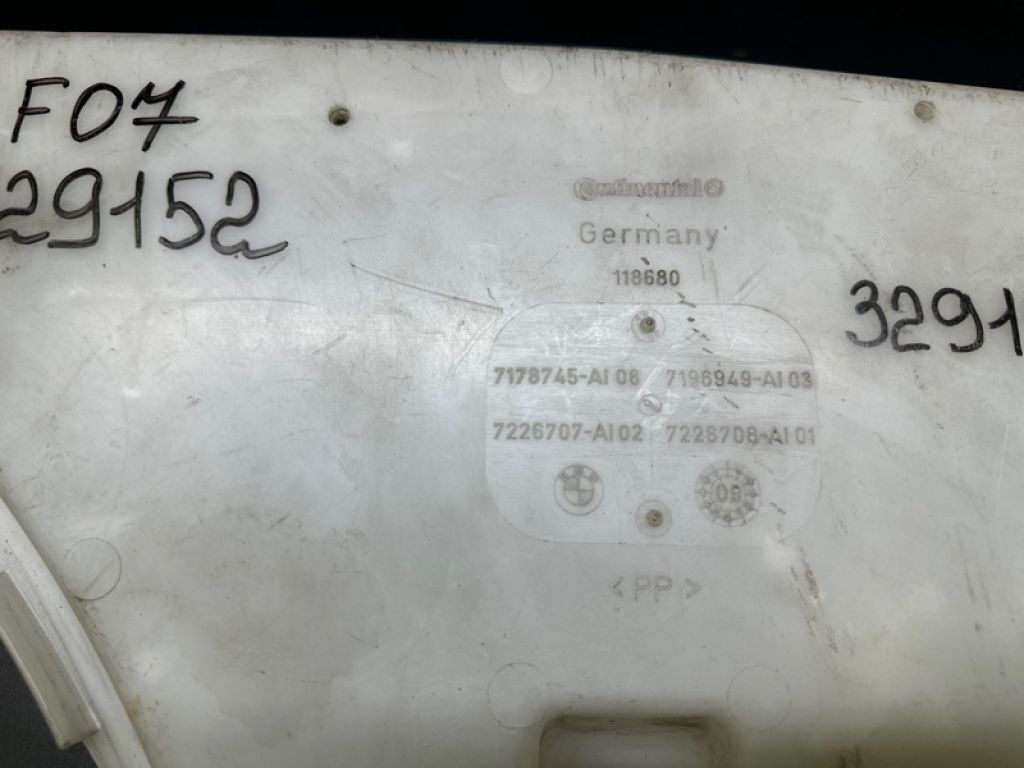 F07
29152
Continental
Germany
118680
3291
7178745-AI 08 7196949-AI 03
7226707-AI 02 7226708-AI 01
09
<PP>